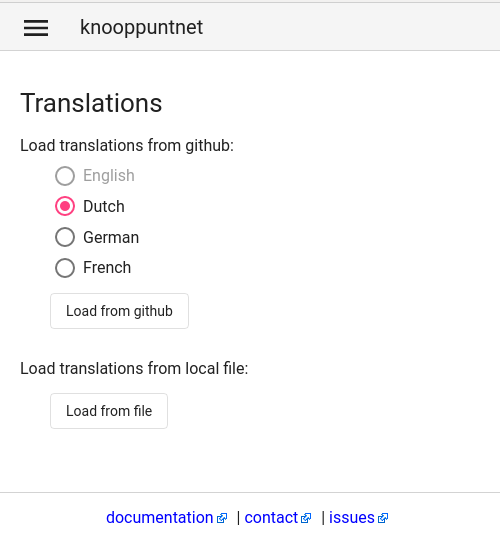 knooppuntnet
Translations
Load translations from github:
English
Dutch
German
French
Load from github
Load translations from local file:
Load from file
documentation | contact | issues